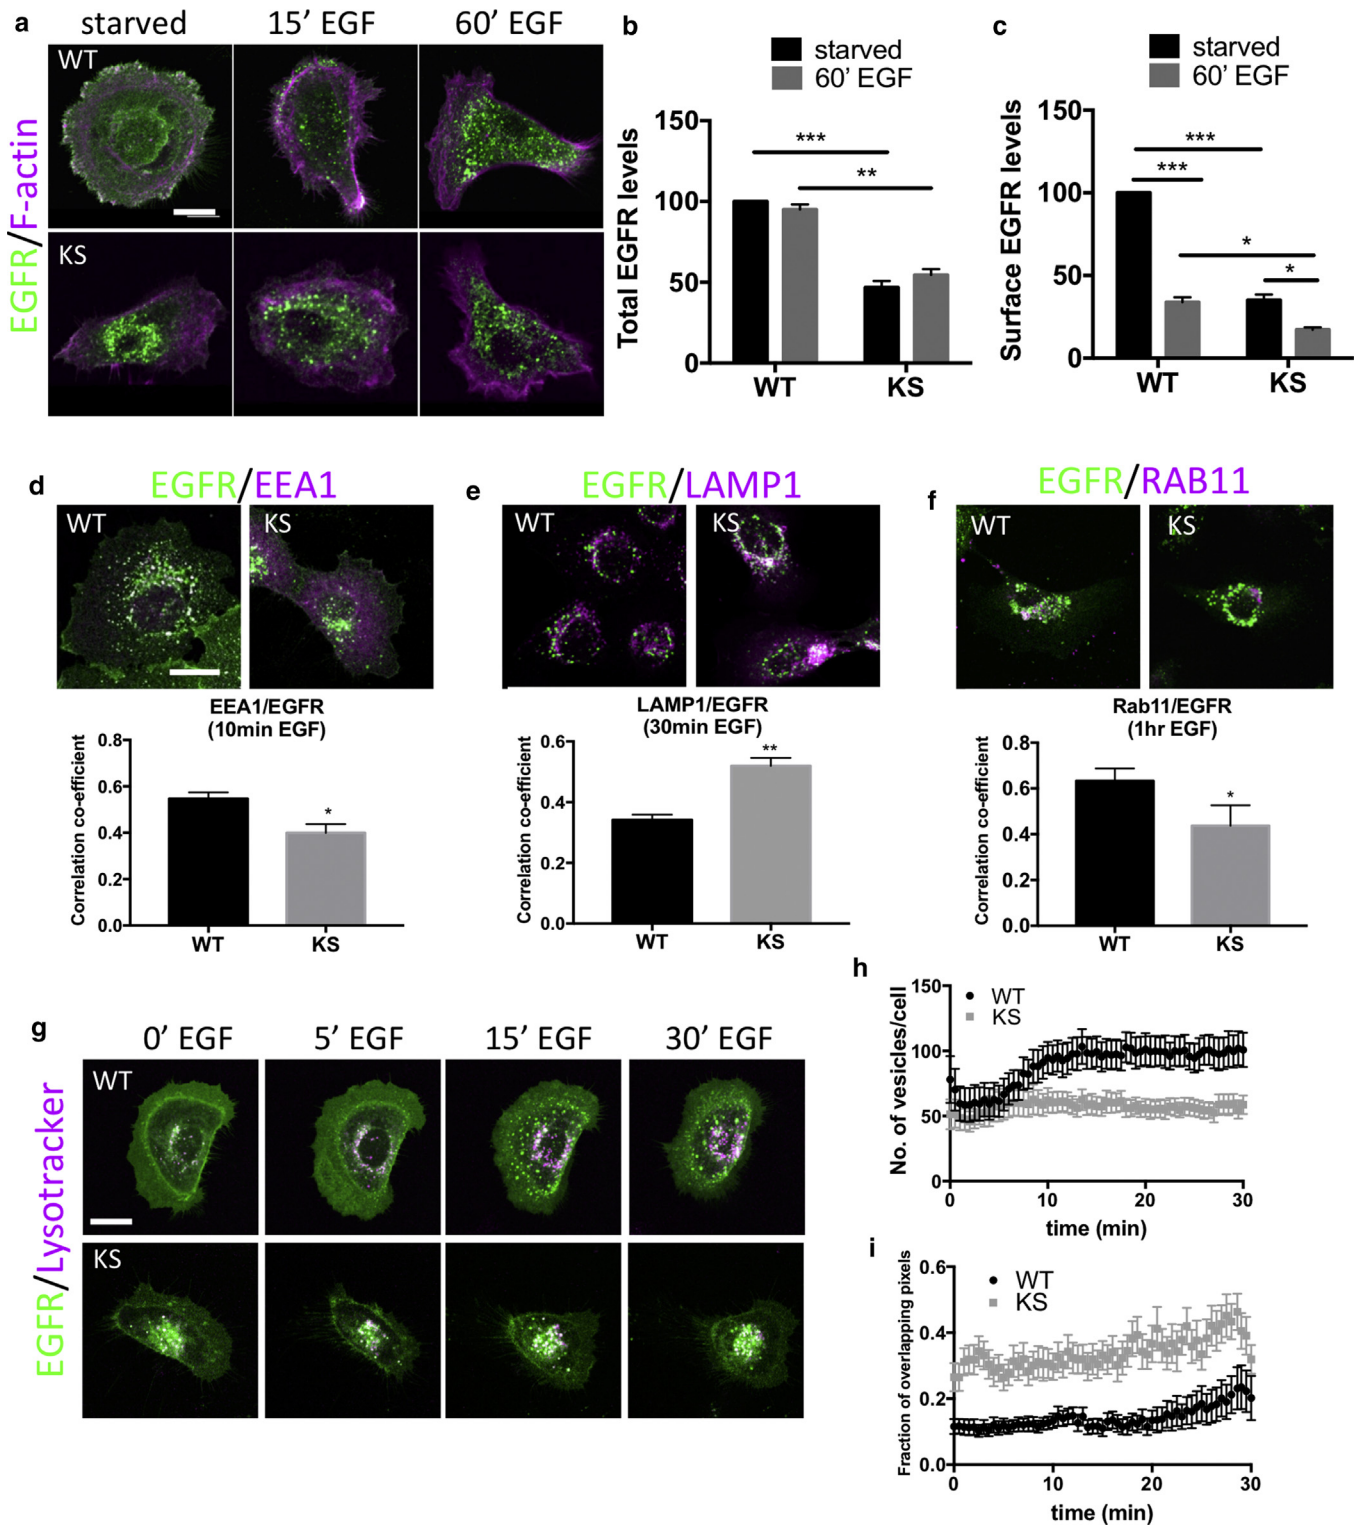 a
starved
15’ EGF
60’ EGF
EGFR/F-actin
WT
KS
b
starved
60’ EGF
Total EGFR levels
150
100
50
0
***
**
WT
KS
c
starved
60’ EGF
Surface EGFR levels
150
100
50
0
***
***
*
*
WT
KS
d
EGFR/EEA1
WT
KS
EEA1/EGFR
(10min EGF)
Correlation co-efficient
0.8
0.6
0.4
0.2
0.0
*
WT
KS
e
EGFR/LAMP1
WT
KS
LAMP1/EGFR
(30min EGF)
Correlation co-efficient
0.6
0.4
0.2
0.0
**
WT
KS
f
EGFR/RAB11
WT
KS
Rab11/EGFR
(1hr EGF)
Correlation co-efficient
0.8
0.6
0.4
0.2
0.0
*
WT
KS
g
0’ EGF
5’ EGF
15’ EGF
30’ EGF
EGFR/Lysotracker
WT
KS
h
No. of vesicles/cell
150
100
50
0
WT
KS
0
10
20
30
time (min)
i
Fraction of overlapping pixels
0.6
0.4
0.2
0.0
WT
KS
0
10
20
30
time (min)